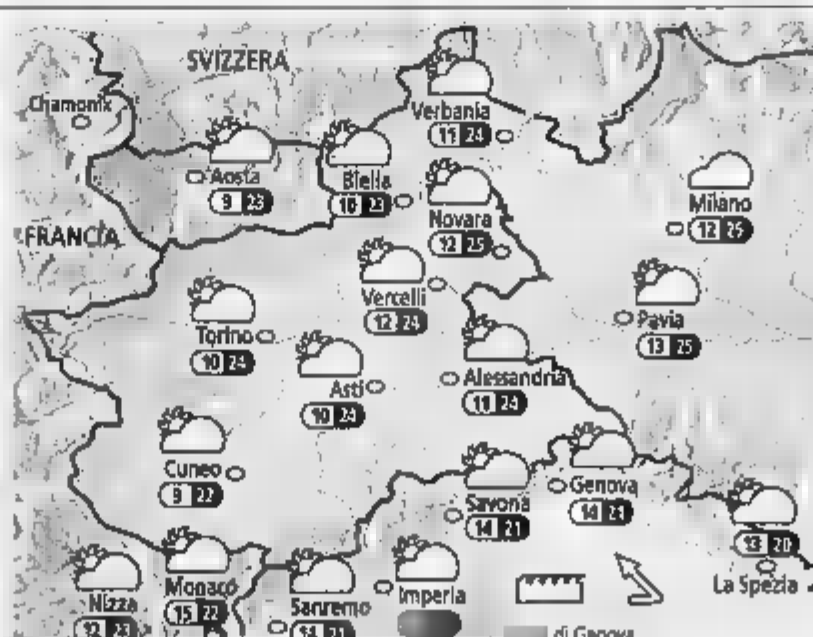 SVIZZERA
Chamonix
Verbania
11 24
Aosta
9 23
Biella
10 23
Milano
12 25
Novara
12 25
FRANCIA
Vercelli
12 24
Pavia
13 25
Torino
10 24
Asti
10 24
Alessandria
11 24
Cuneo
9 22
Savona
14 21
Genova
14 21
13 20
La Spezia
Monaco
15 22
Nizza
Sanremo
Imperia
di Genova